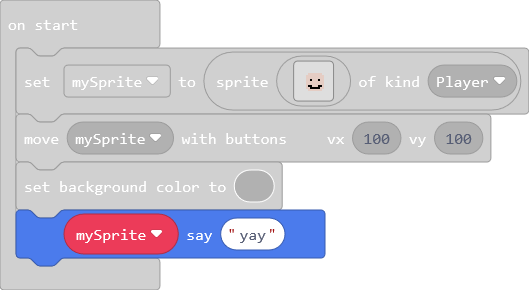 on start
set mySprite to sprite of kind Player
move mySprite with buttons vx 100 vy 100
set background color to
mySprite say "yay"